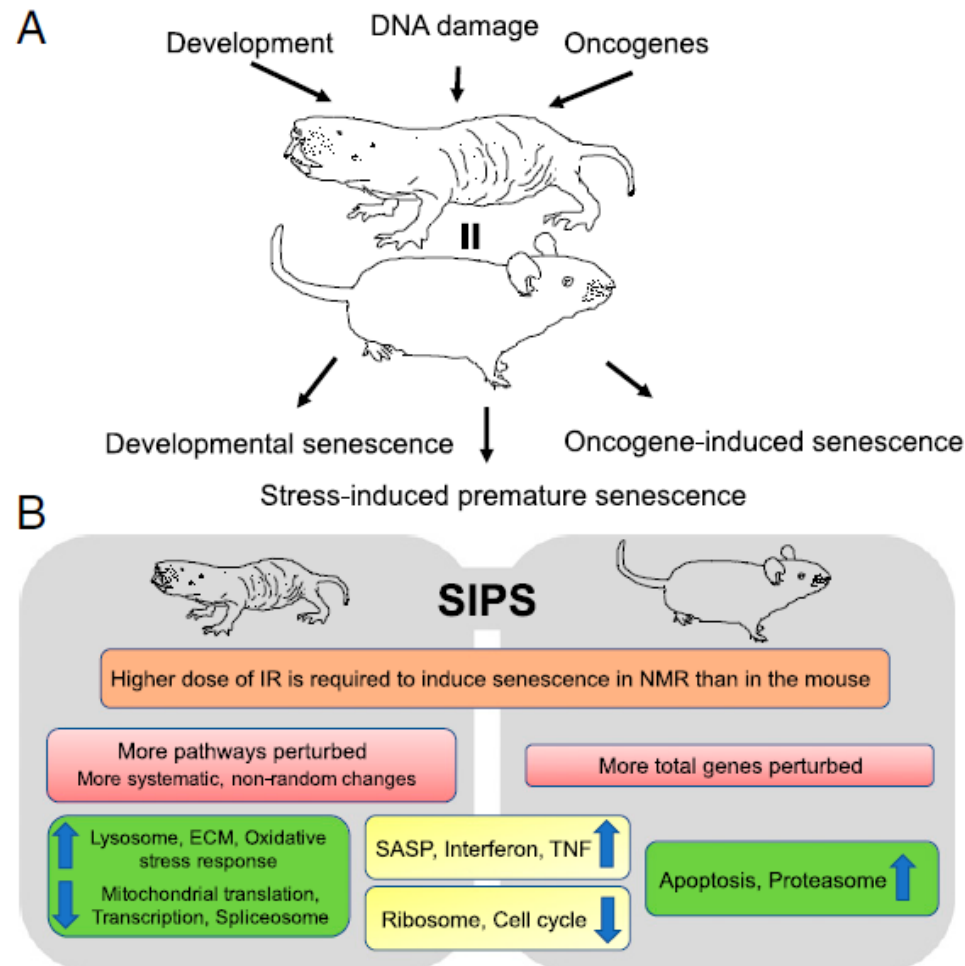 A
Development
DNA damage
Oncogenes
=
Developmental senescence
Oncogene-induced senescence
Stress-induced premature senescence
B
SIPS
Higher dose of IR is required to induce senescence in NMR than in the mouse
More pathways perturbed
More systematic, non-random changes
More total genes perturbed
Lysosome, ECM, Oxidative
stress response
Mitochondrial translation,
Transcription, Spliceosome
SASP, Interferon, TNF
Ribosome, Cell cycle
Apoptosis, Proteasome